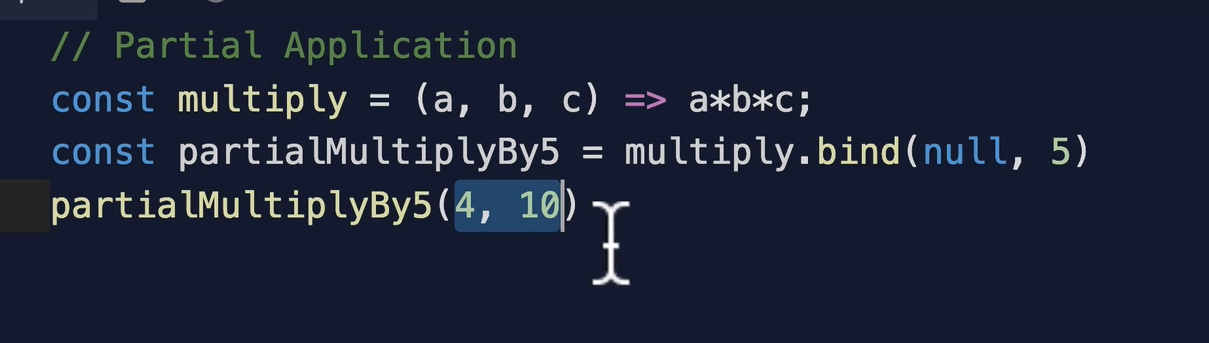 // Partial Application
const multiply = (a, b, c) => a*b*c;
const partialMultiplyBy5 = multiply.bind(null, 5)
partialMultiplyBy5(4, 10)